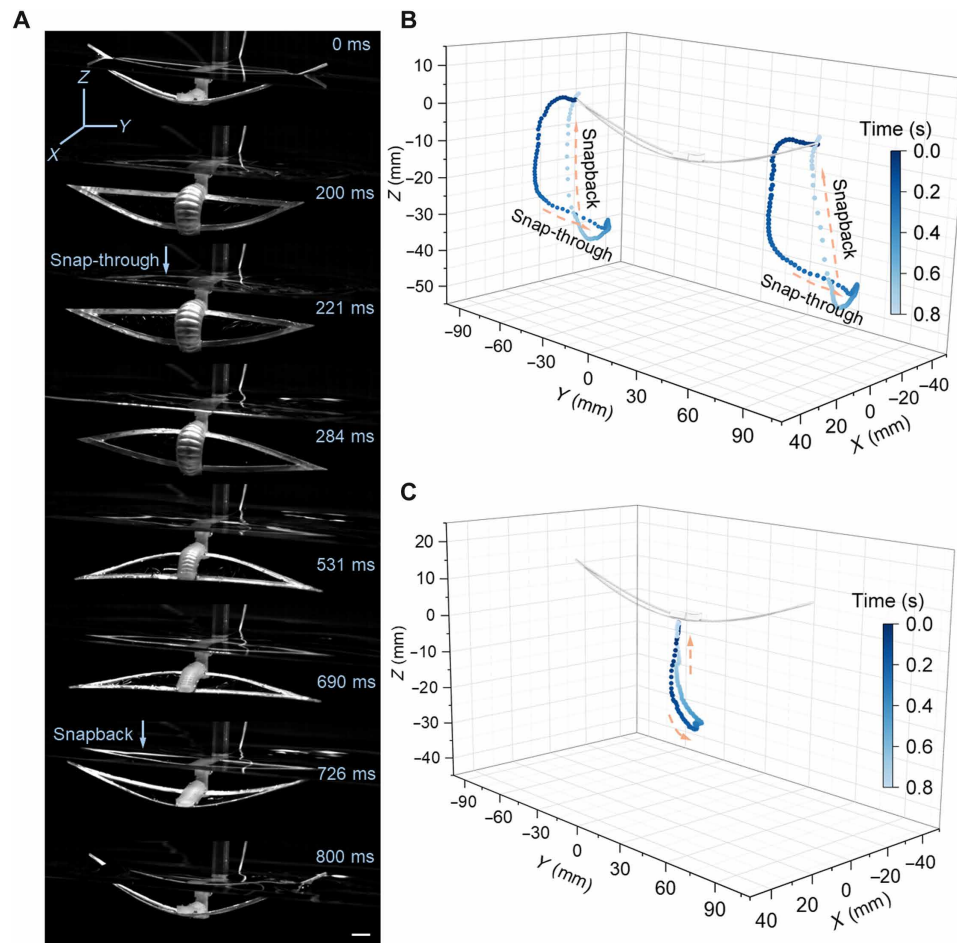 A
0 ms
Z
Y
X
200 ms
Snap-through
221 ms
284 ms
531 ms
690 ms
Snapback
726 ms
800 ms
B
10
0
−10
−20
−30
−40
−50
Z (mm)
Snapback
Snap-through
Snapback
Snap-through
Time (s)
0.0
0.2
0.4
0.6
0.8
−90
−60
−30
0
30
60
90
Y (mm)
40
20
0
−20
−40
X (mm)
C
20
10
0
−10
−20
−30
−40
Z (mm)
Time (s)
0.0
0.2
0.4
0.6
0.8
−90
−60
−30
0
30
60
90
Y (mm)
40
20
0
−20
−40
X (mm)